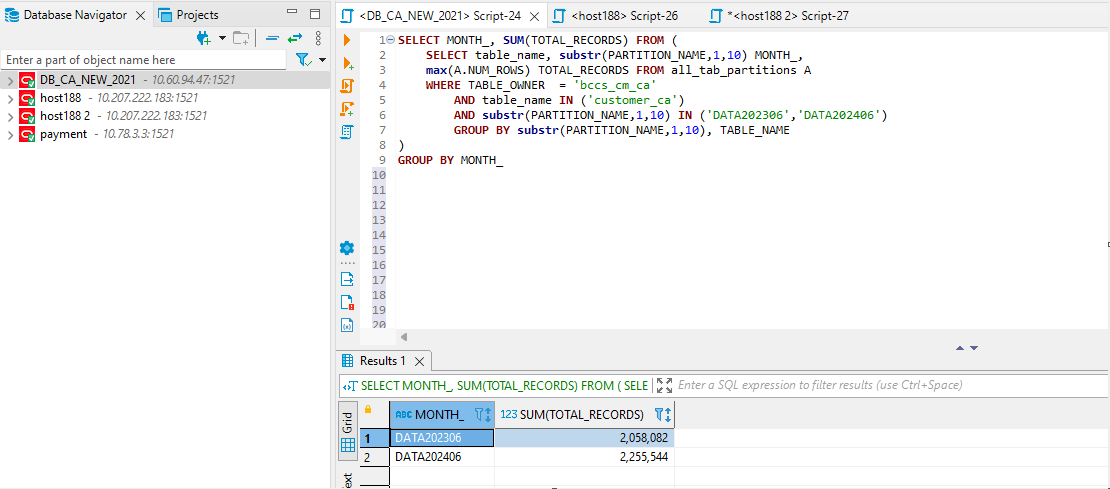 Database Navigator
Projects
Enter a part of object name here
DB_CA_NEW_2021 - 10.60.94.47:1521
host188 - 10.207.222.183:1521
host188 2 - 10.207.222.183:1521
payment - 10.78.3.3:1521
<DB_CA_NEW_2021> Script-24
<host188> Script-26
*<host188 2> Script-27
1 SELECT MONTH_, SUM(TOTAL_RECORDS) FROM (
2 SELECT table_name, substr(PARTITION_NAME,1,10) MONTH_,
3 max(A.NUM_ROWS) TOTAL_RECORDS FROM all_tab_partitions A
4 WHERE TABLE_OWNER = 'bccs_cm_ca'
5 AND table_name IN ('customer_ca')
6 AND substr(PARTITION_NAME,1,10) IN ('DATA202306','DATA202406')
7 GROUP BY substr(PARTITION_NAME,1,10), TABLE_NAME
8 )
9 GROUP BY MONTH_
10
11
12
13
14
15
16
17
18
19
20
Results 1
SELECT MONTH_, SUM(TOTAL_RECORDS) FROM ( SELE
Enter a SQL expression to filter results (use Ctrl+Space)
Grid
ABC MONTH_
123 SUM(TOTAL_RECORDS)
1 DATA202306 2,058,082
2 DATA202406 2,255,544